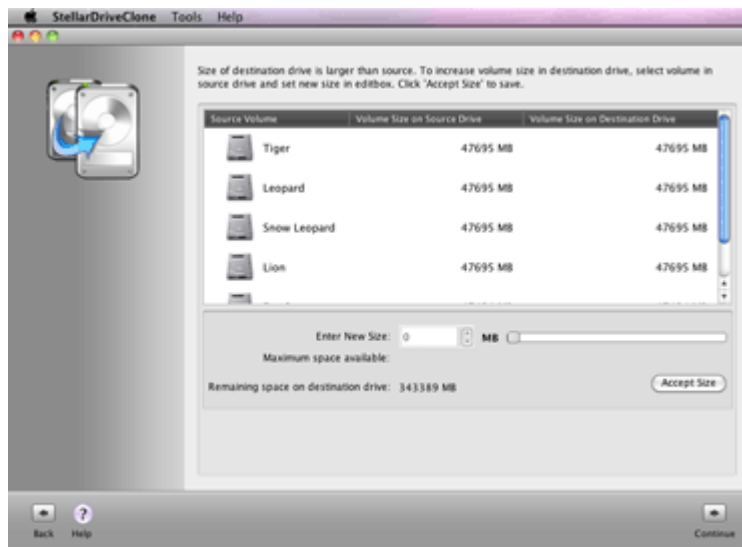 StellarDriveClone Tools Help
Size of destination drive is larger than source. To increase volume size in destination drive, select volume in
source drive and set new size in editbox. Click 'Accept Size' to save.
Source Volume Volume Size on Source Drive Volume Size on Destination Drive
Tiger 47695 MB 47695 MB
Leopard 47695 MB 47695 MB
Snow Leopard 47695 MB 47695 MB
Lion 47695 MB 47695 MB
Enter New Size: 0 MB
Maximum space available:
Remaining space on destination drive: 343389 MB Accept Size
?
Back Help Continue